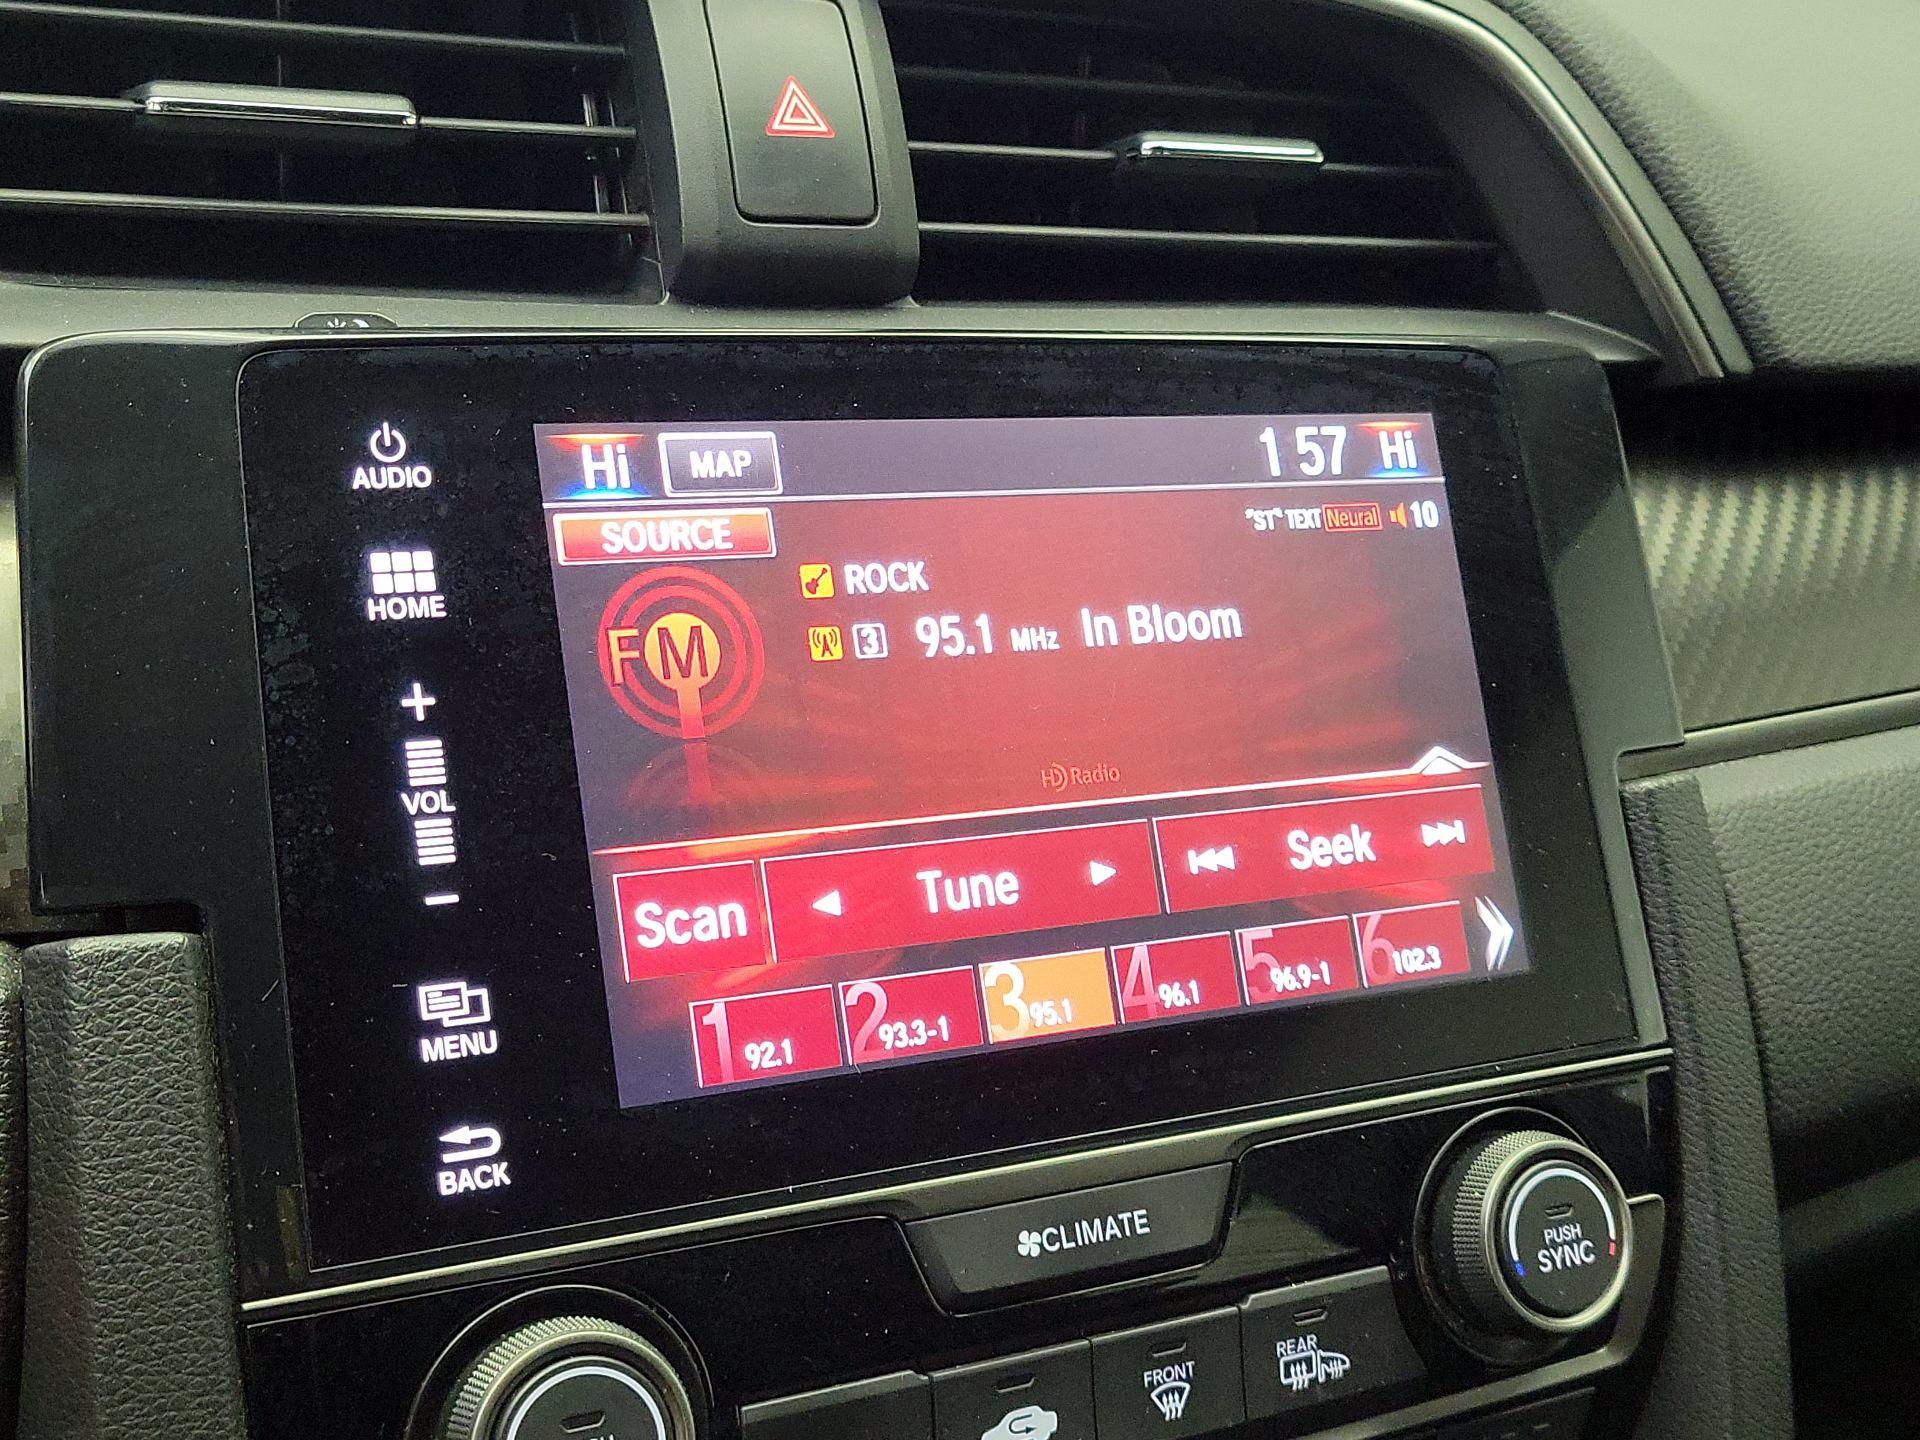 Hi MAP 1 57 Hi
AUDIO
SOURCE "ST" TEXT Neural 10
ROCK
HOME
FM 3 95.1 MHz In Bloom
HD Radio
+
VOL
-
Scan Tune Seek
1 92.1 2 93.3-1 3 95.1 4 96.1 5 96.9-1 6 102.3
MENU
BACK
CLIMATE
PUSH
SYNC
FRONT
REAR